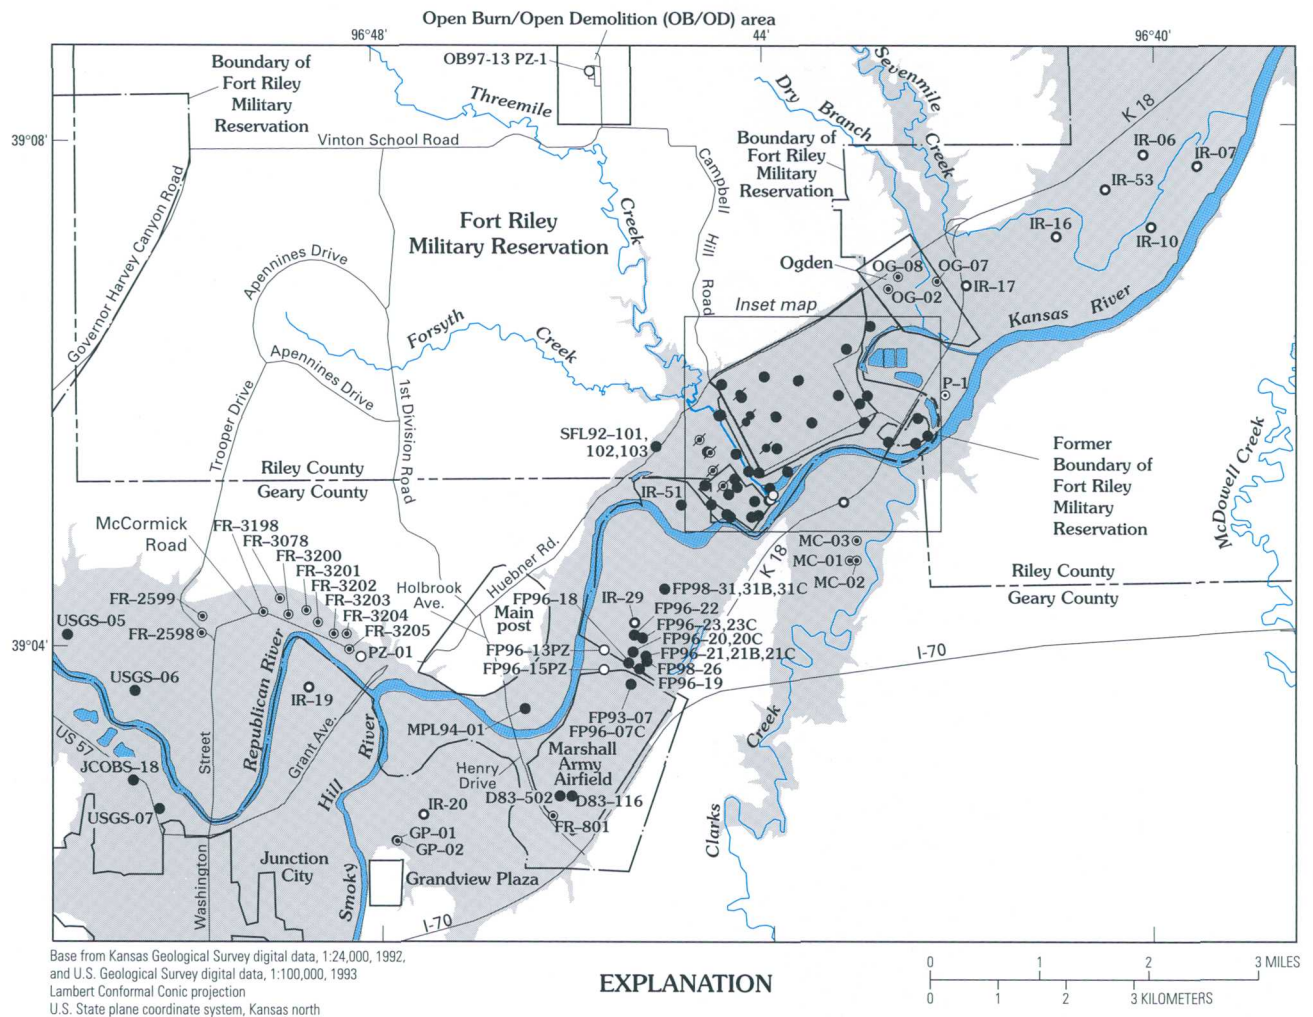 Open Burn/Open Demolition (OB/OD) area
96°48'
44'
96°40'
OB97-13 PZ-1
Boundary of
Fort Riley
Military
Reservation
Threemile
Creek
Dry
Branch
Sevenmile
Creek
K 18
39°08'
Vinton School Road
Boundary of
Fort Riley
Military
Reservation
IR-06
IR-07
IR-53
IR-16
IR-10
Governor Harvey Canyon Road
Campbell
Hill
Road
Fort Riley
Military Reservation
Apennines Drive
Ogden
OG-08
OG-07
OG-02
IR-17
Inset map
Kansas River
Forsyth
Creek
Apennines Drive
Trooper Drive
1st Division Road
P-1
SFL92-101,
102,103
Former
Boundary of
Fort Riley
Military
Reservation
McDowell Creek
Riley County
Geary County
IR-51
McCormick
Road
FR-3198
FR-3078
FR-3200
FR-3201
FR-3202
FR-3203
FR-3204
FR-3205
PZ-01
FR-2599
FR-2598
USGS-05
Huebner Rd.
Holbrook
Ave.
Main
post
K 18
MC-03
MC-01
MC-02
Riley County
Geary County
FP98-31,31B,31C
FP96-18
IR-29
FP96-22
FP96-23,23C
FP96-20,20C
FP96-21,21B,21C
FP98-26
FP96-19
FP96-13PZ
FP96-15PZ
39°04'
I-70
USGS-06
IR-19
Republican River
Grant Ave.
US 57
Street
Washington
JCOBS-18
USGS-07
MPL94-01
FP93-07
FP96-07C
Marshall
Army
Airfield
Henry
Drive
D83-502
D83-116
FR-801
Smoky
Hill
River
IR-20
GP-01
GP-02
Junction
City
Grandview Plaza
I-70
Clarks
Creek
Base from Kansas Geological Survey digital data, 1:24,000, 1992,
and U.S. Geological Survey digital data, 1:100,000, 1993
Lambert Conformal Conic projection
U.S. State plane coordinate system, Kansas north
EXPLANATION
0 1 2 3 MILES
0 1 2 3 KILOMETERS